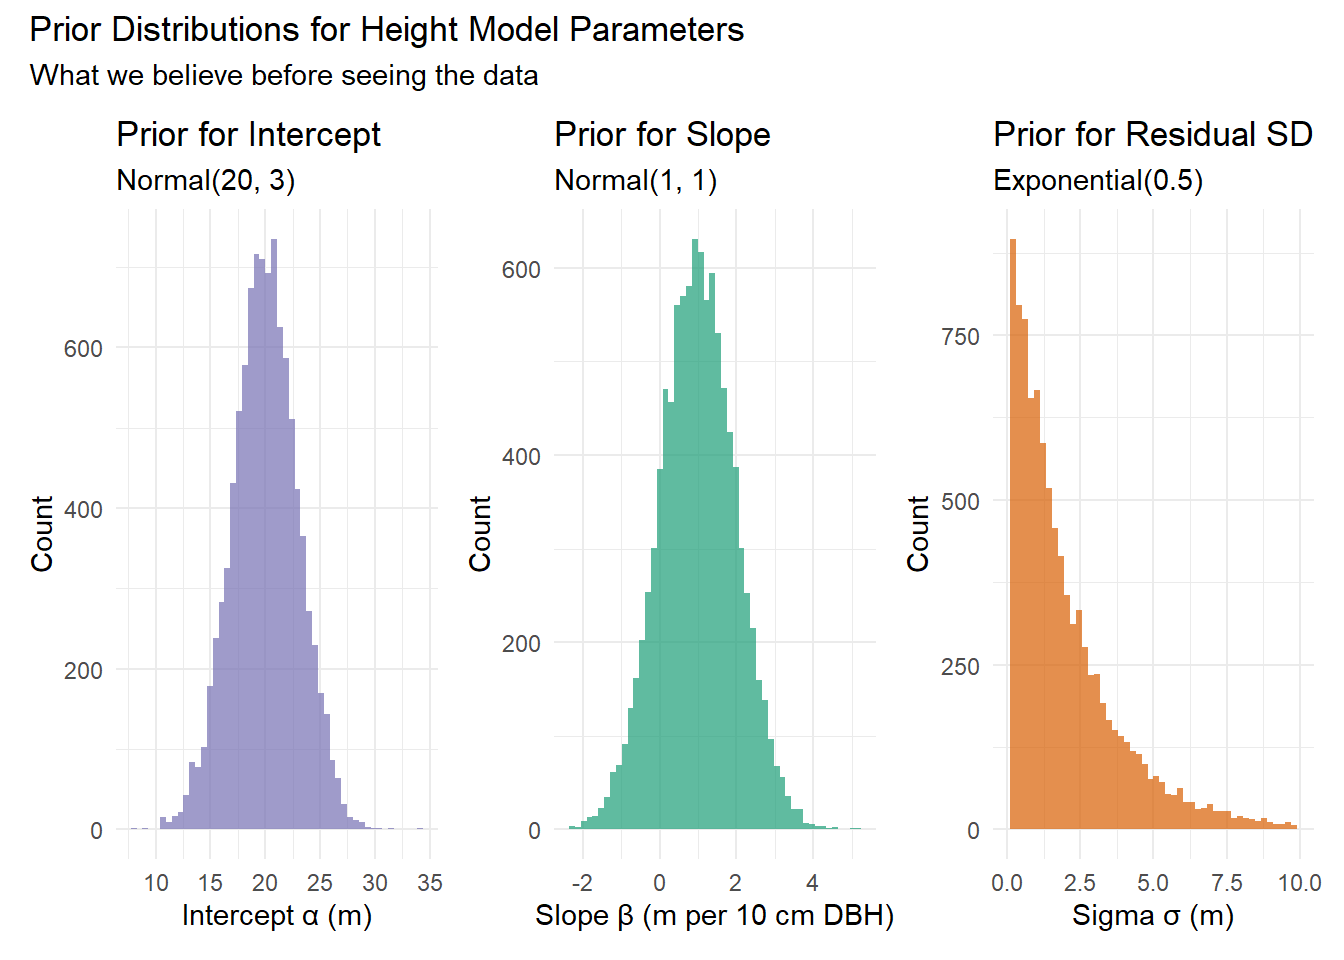 Prior Distributions for Height Model Parameters
What we believe before seeing the data
Prior for Intercept
Normal(20, 3)
Count
600
400
200
0
10 15 20 25 30 35
Intercept α (m)
Prior for Slope
Normal(1, 1)
Count
600
400
200
0
-2 0 2 4
Slope β (m per 10 cm DBH)
Prior for Residual SD
Exponential(0.5)
Count
750
500
250
0
0.0 2.5 5.0 7.5 10.0
Sigma σ (m)